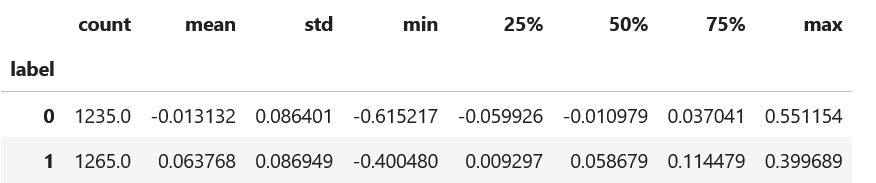 count mean std min 25% 50% 75% max
label
0 1235.0 -0.013132 0.086401 -0.615217 -0.059926 -0.010979 0.037041 0.551154
1 1265.0 0.063768 0.086949 -0.400480 0.009297 0.058679 0.114479 0.399689